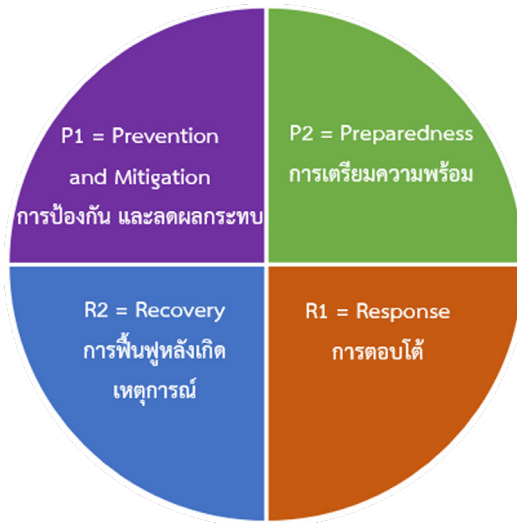 P1 = Prevention
and Mitigation
การป้องกัน และลดผลกระทบ
P2 = Preparedness
การเตรียมความพร้อม
R2 = Recovery
การฟื้นฟูหลังเกิด
เหตุการณ์
R1 = Response
การตอบโต้